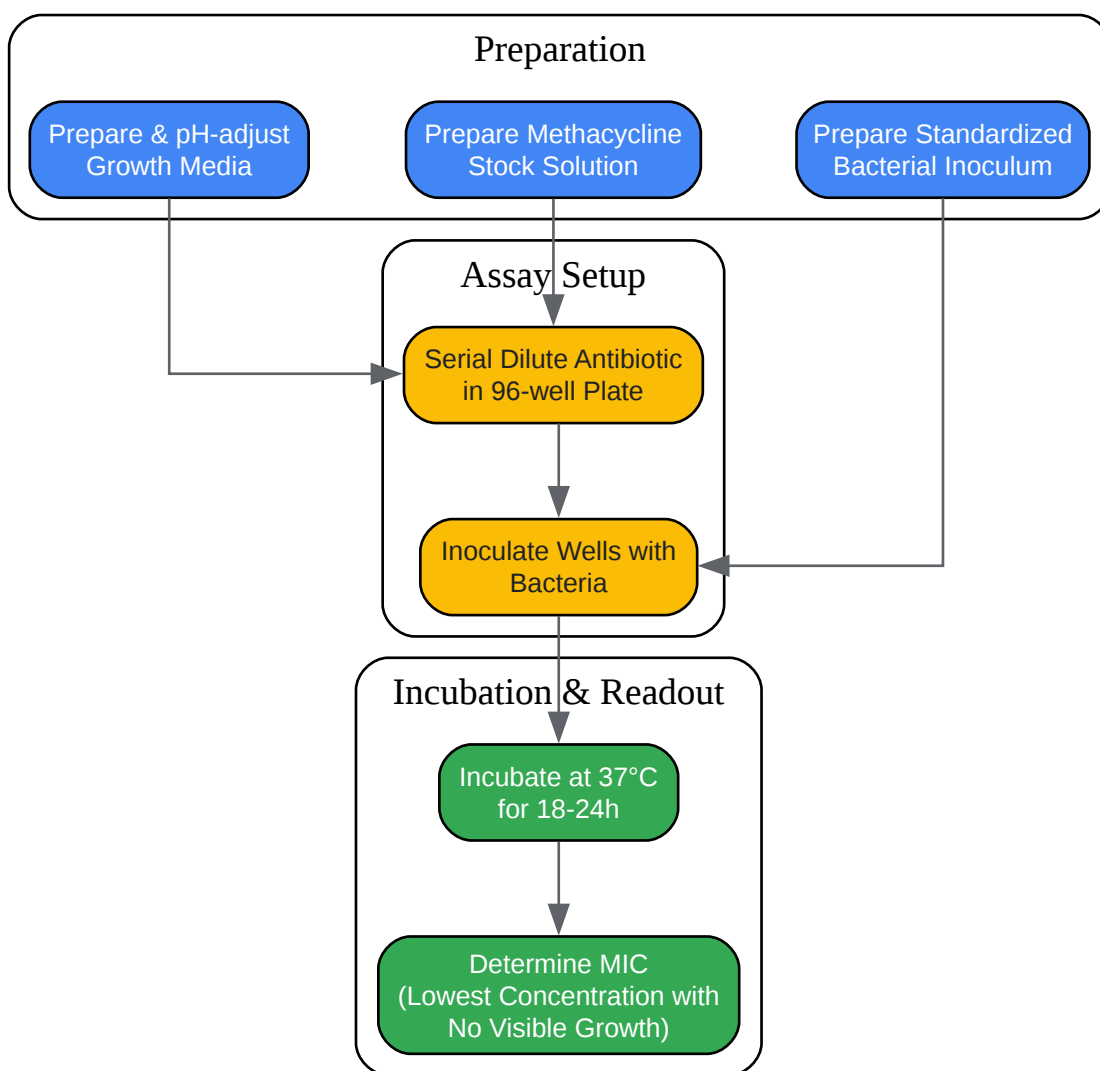 Preparation
Prepare & pH-adjust
Growth Media
Prepare Methacycline
Stock Solution
Prepare Standardized
Bacterial Inoculum
Assay Setup
Serial Dilute Antibiotic
in 96-well Plate
Inoculate Wells with
Bacteria
Incubation & Readout
Incubate at 37°C
for 18-24h
Determine MIC
(Lowest Concentration with
No Visible Growth)